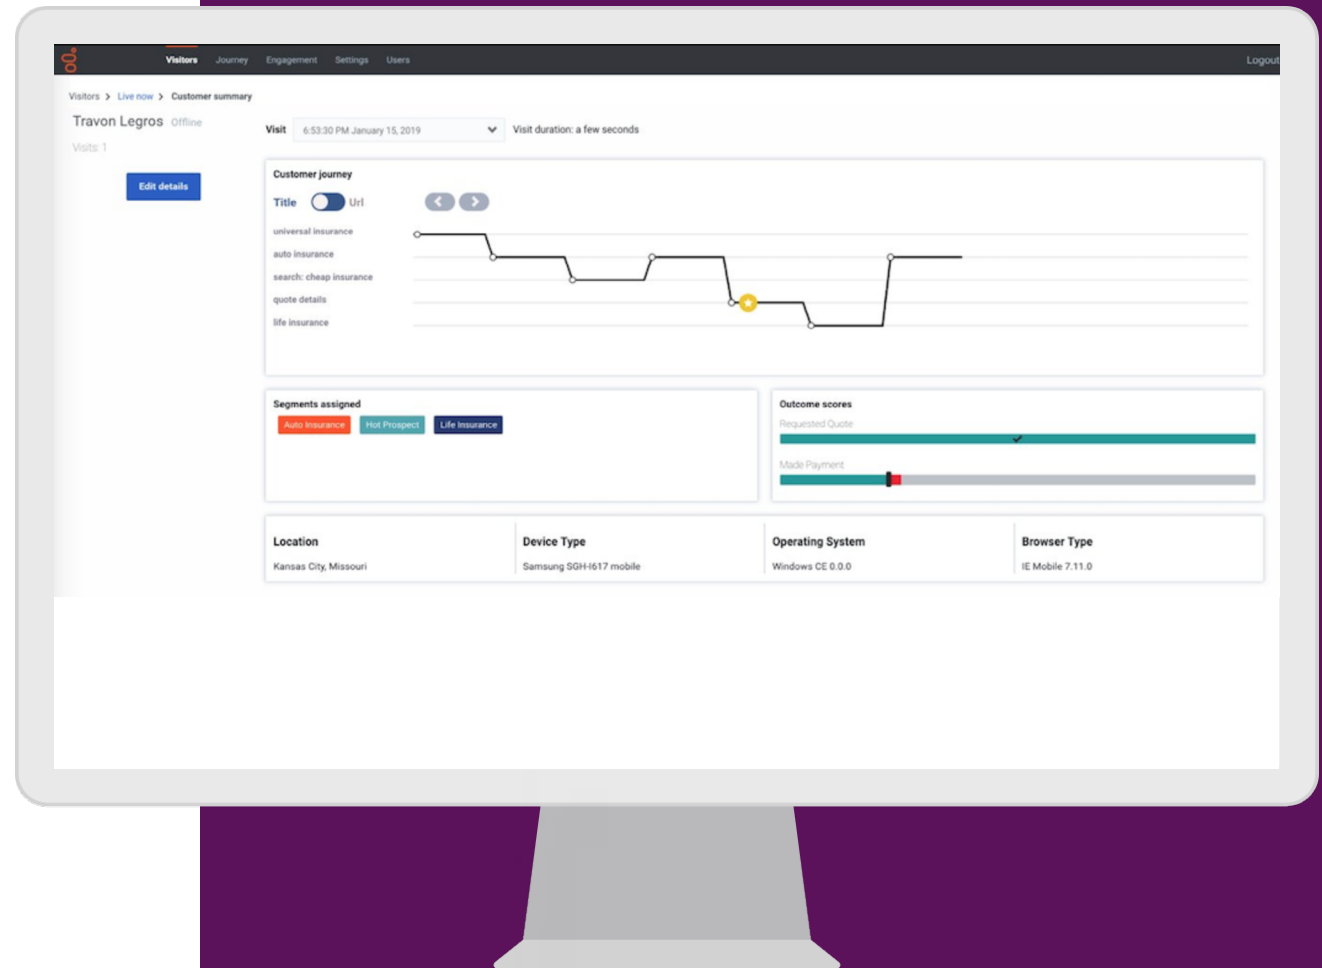 Visitors Journey Engagement Settings Users Logout
Visitors > Live now > Customer summary
Travon Legros Offline
Visits: 1
Edit details
Visit 6:53:30 PM January 15, 2019 Visit duration: a few seconds
Customer journey
Title Url
universal insurance
auto insurance
search: cheap insurance
quote details
life insurance
Segments assigned
Auto Insurance Hot Prospect Life Insurance
Outcome scores
Requested Quote
Made Payment
Location
Kansas City, Missouri
Device Type
Samsung SGH-I617 mobile
Operating System
Windows CE 0.0.0
Browser Type
IE Mobile 7.11.0